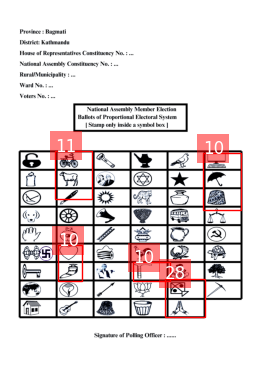 Province : Bagmati
District: Kathmandu
House of Representatives Constituency No. : ...
National Assembly Constituency No. : ...
Rural/Municipality : ...
Ward No. : ...
Voters No. : ...
National Assembly Member Election
Ballots of Proportional Electoral System
[ Stamp only inside a symbol box ]
11
10
10
10
28
Signature of Polling Officer : ......